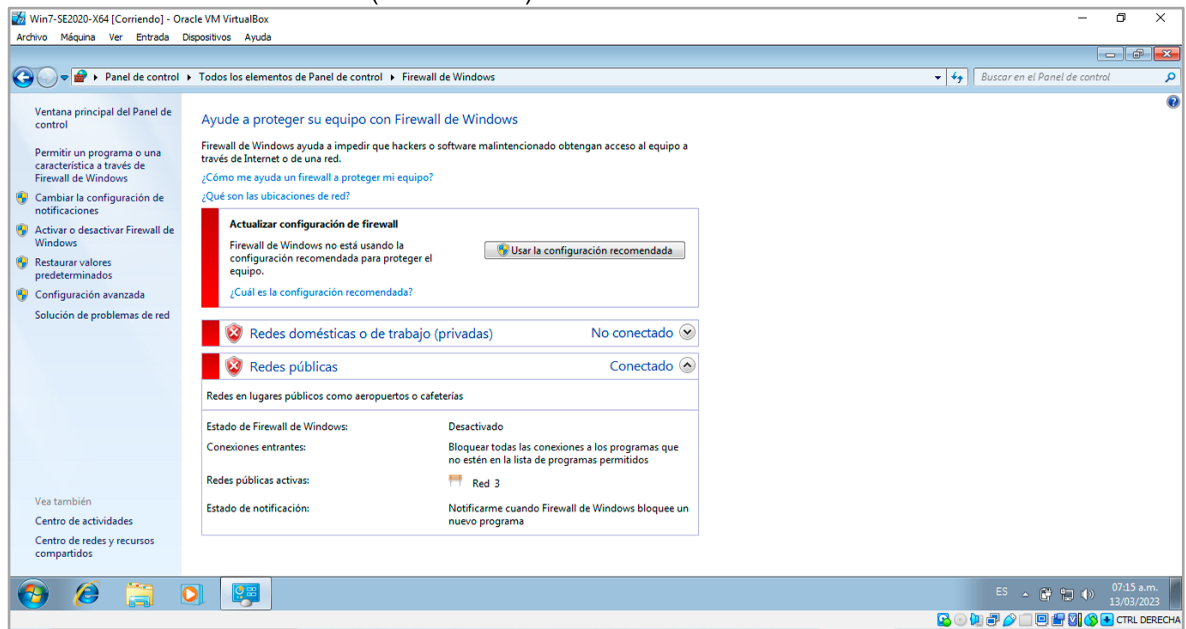 Win7-SE2020-X64 [Corriendo] - Oracle VM VirtualBox
Archivo Máquina Ver Entrada Dispositivos Ayuda
Panel de control Todos los elementos de Panel de control Firewall de Windows
Buscar en el Panel de control
Ventana principal del Panel de
control
Permitir un programa o una
característica a través de
Firewall de Windows
Cambiar la configuración de
notificaciones
Activar o desactivar Firewall de
Windows
Restaurar valores
predeterminados
Configuración avanzada
Solución de problemas de red
Vea también
Centro de actividades
Centro de redes y recursos
compartidos
Ayude a proteger su equipo con Firewall de Windows
Firewall de Windows ayuda a impedir que hackers o software malintencionado obtengan acceso al equipo a
través de Internet o de una red.
¿Cómo me ayuda un firewall a proteger mi equipo?
¿Qué son las ubicaciones de red?
Actualizar configuración de firewall
Firewall de Windows no está usando la
configuración recomendada para proteger el
equipo.
Usar la configuración recomendada
¿Cuál es la configuración recomendada?
Redes domésticas o de trabajo (privadas) No conectado
Redes públicas Conectado
Redes en lugares públicos como aeropuertos o cafeterías
Estado de Firewall de Windows: Desactivado
Conexiones entrantes: Bloquear todas las conexiones a los programas que
no estén en la lista de programas permitidos
Redes públicas activas: Red 3
Estado de notificación: Notificarme cuando Firewall de Windows bloquee un
nuevo programa
ES 07:15 a.m.
13/03/2023
CTRL DERECHA